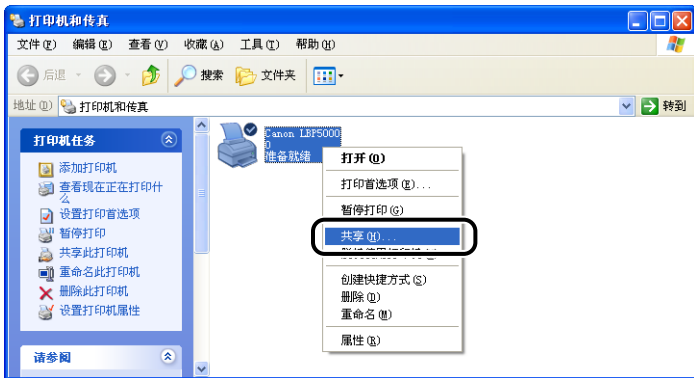 打印机和传真
文件(F) 编辑(E) 查看(V) 收藏(A) 工具(T) 帮助(H)
后退 搜索 文件夹
地址(D) 打印机和传真 转到
打印机任务
添加打印机
查看现在正在打印什
么
设置打印首选项
暂停打印
共享此打印机
重命名此打印机
删除此打印机
设置打印机属性
请参阅
Canon LBP5000
0
准备就绪
打开(O)
打印首选项(E)...
暂停打印(G)
共享(H)...
创建快捷方式(S)
删除(D)
重命名(M)
属性(R)